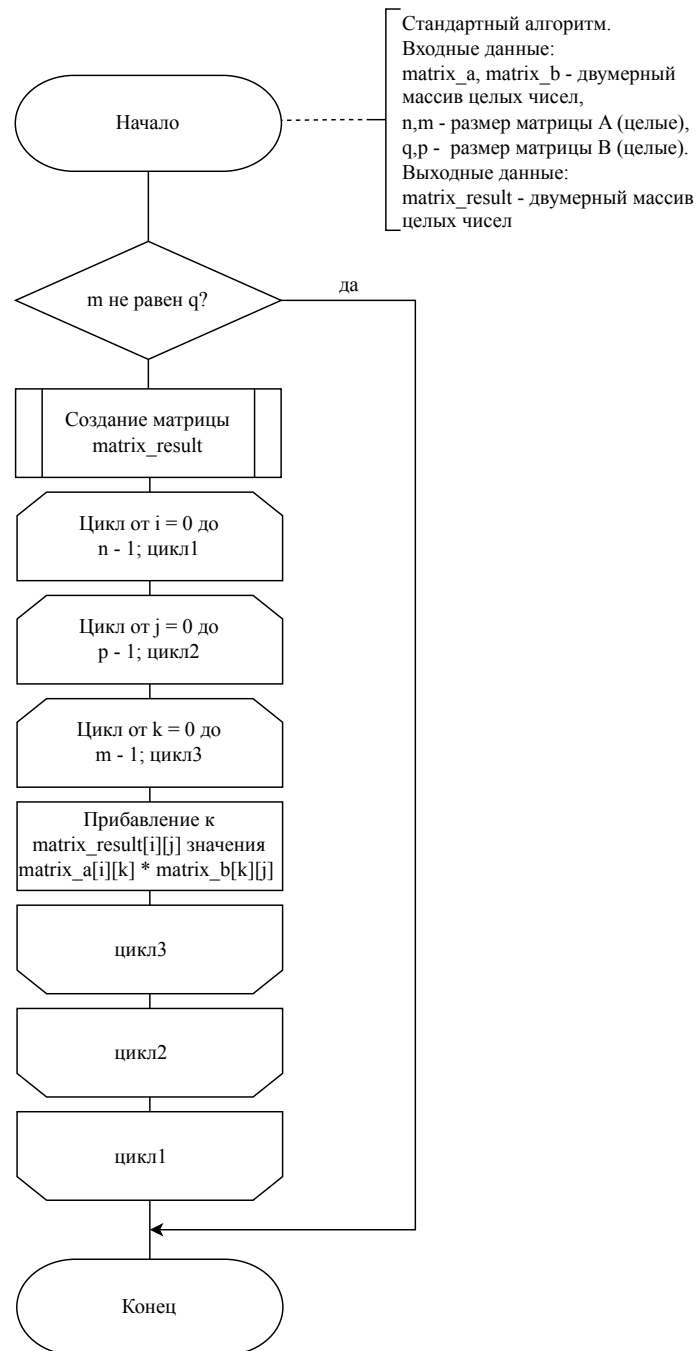 Стандартный алгоритм.
Входные данные:
matrix_a, matrix_b - двумерный
массив целых чисел,
n,m - размер матрицы A (целые),
q,p - размер матрицы B (целые).
Выходные данные:
matrix_result - двумерный массив
целых чисел
Начало
m не равен q?
да
Создание матрицы
matrix_result
Цикл от i = 0 до
n - 1; цикл1
Цикл от j = 0 до
p - 1; цикл2
Цикл от k = 0 до
m - 1; цикл3
Прибавление к
matrix_result[i][j] значения
matrix_a[i][k] * matrix_b[k][j]
цикл3
цикл2
цикл1
Конец